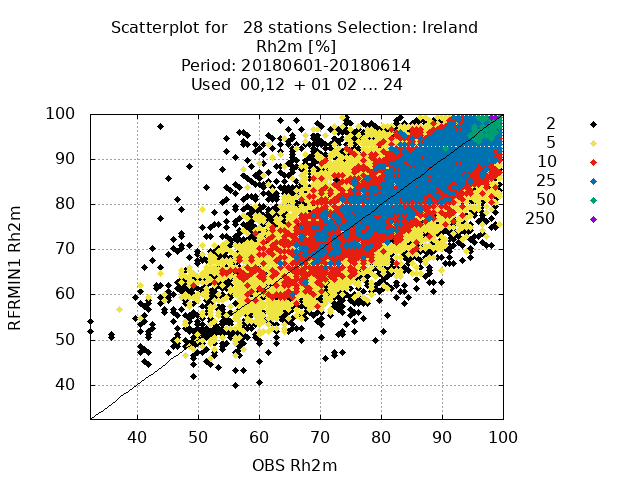 Scatterplot for   28 stations Selection: Ireland
Rh2m [%]
Period: 20180601-20180614
Used  00,12  + 01 02 ... 24
100
90
80
70
60
50
40
RFRMIN1 Rh2m
40 50 60 70 80 90 100
OBS Rh2m
2
5
10
25
50
250